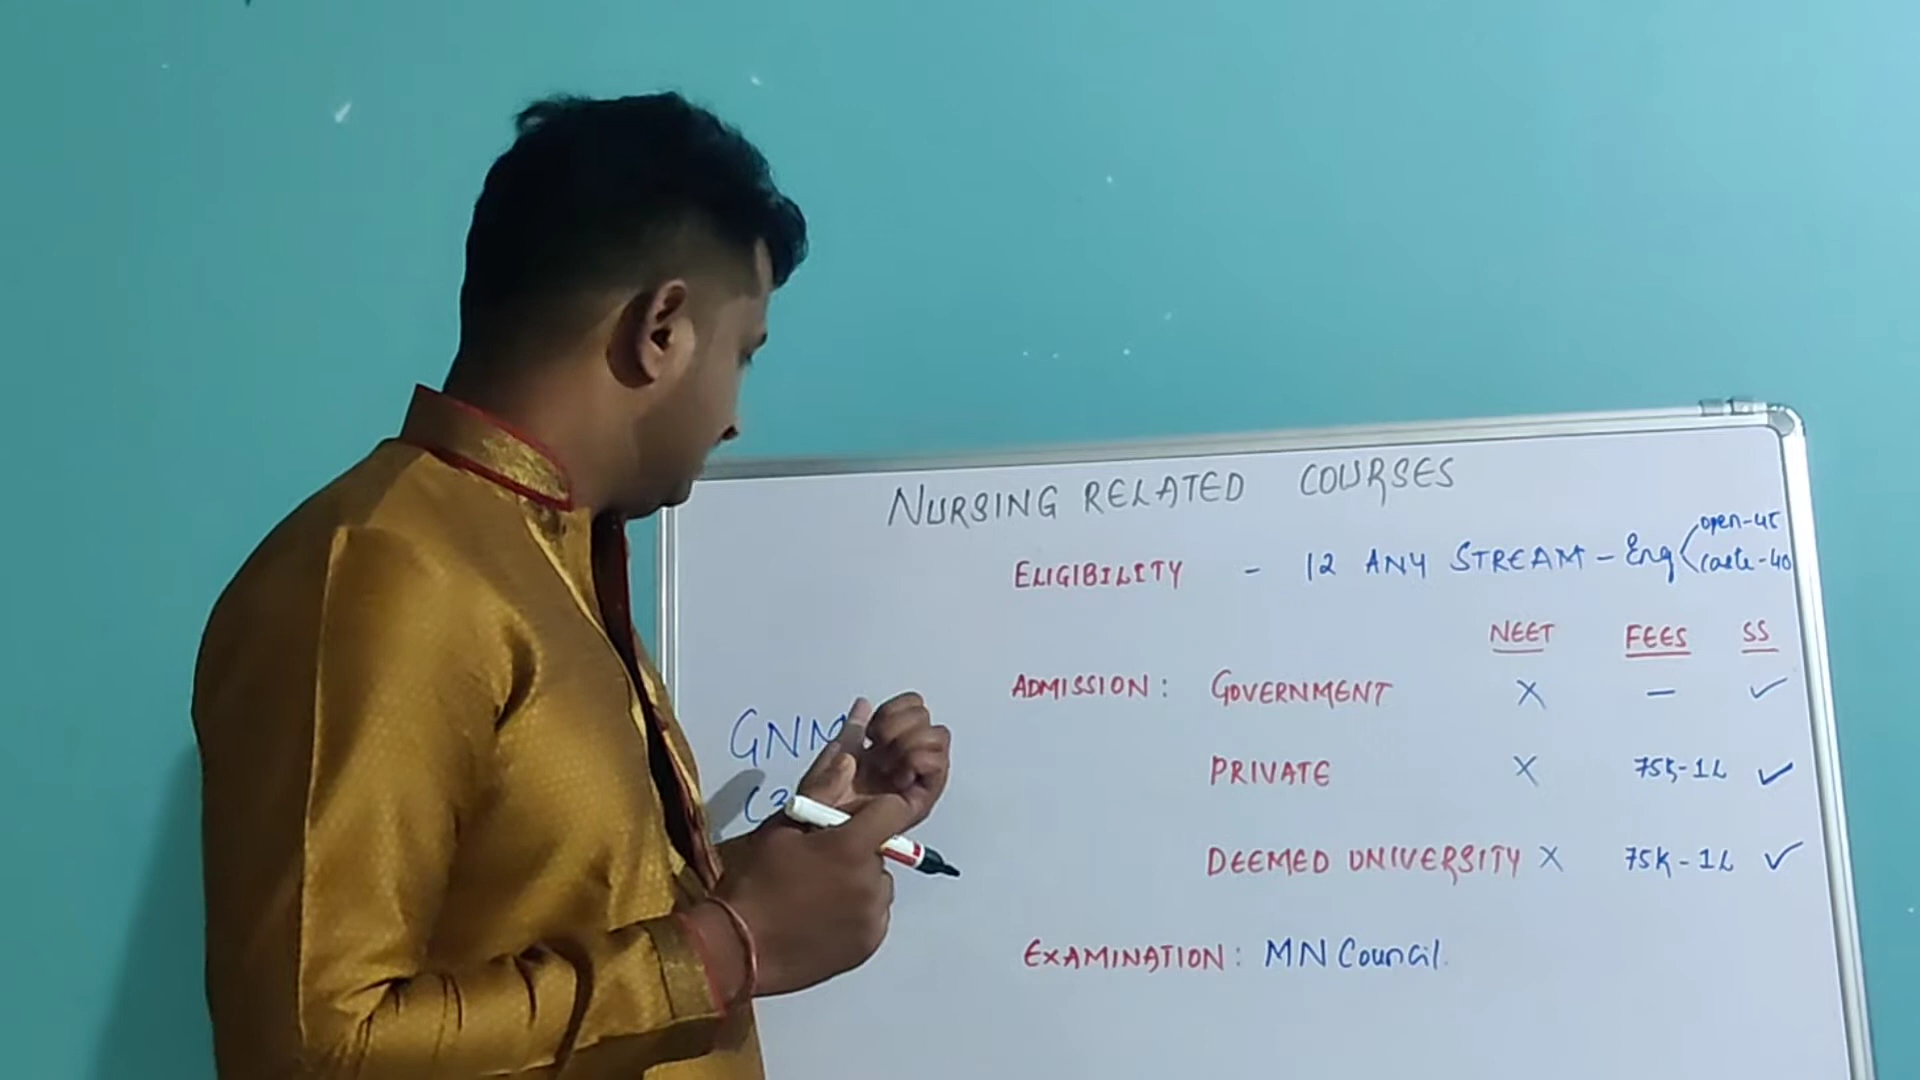 NURSING RELATED COURSES
ELIGIBILITY - 12 ANY STREAM - Eng
open-45
caste-40
NEET FEES SS
ADMISSION: GOVERNMENT X — ✓
GNM
PRIVATE X 75K-1L ✓
(3
DEEMED UNIVERSITY X 75K-1L ✓
EXAMINATION: MN Council.